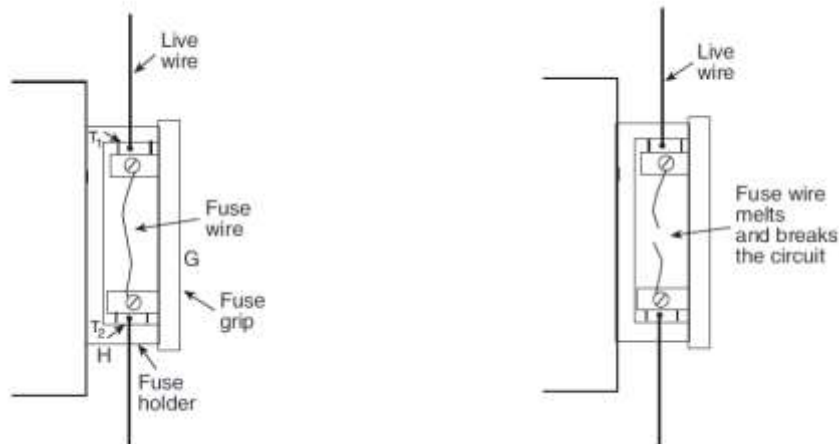 Live
wire
T1
Fuse
wire
G
Fuse
grip
T2
H
Fuse
holder
Live
wire
Fuse wire
melts
and breaks
the circuit